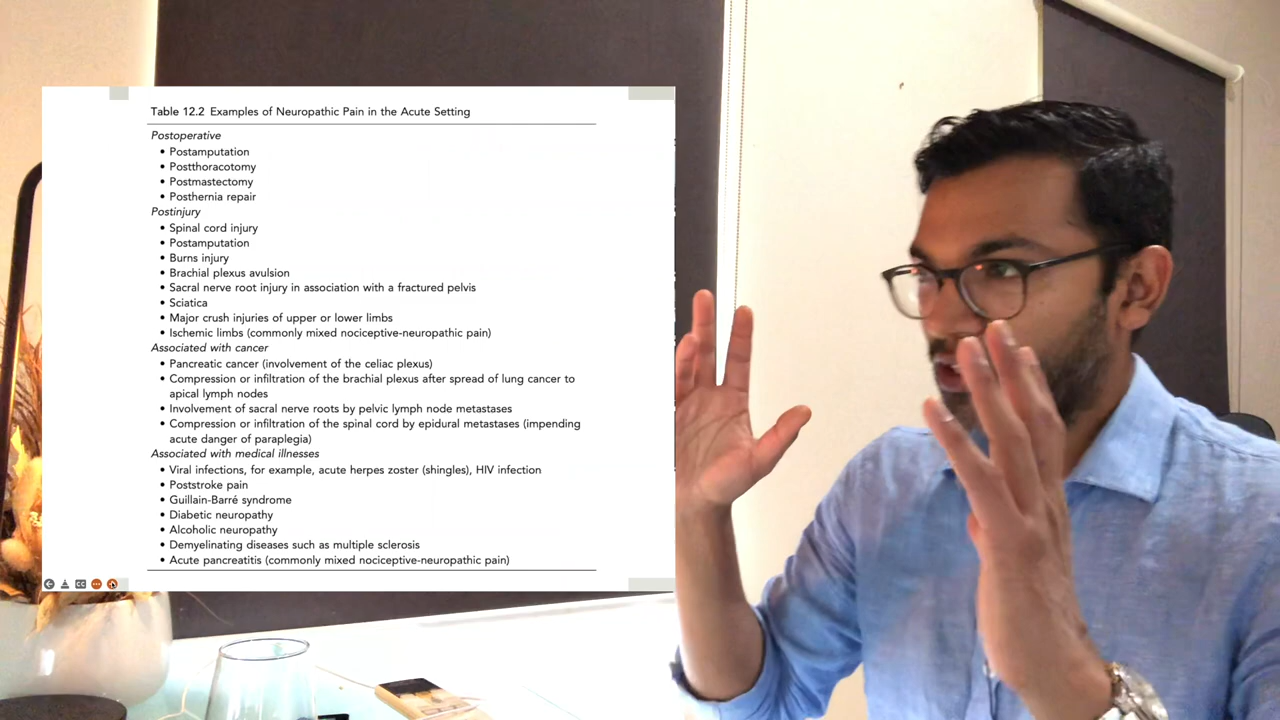 Table 12.2 Examples of Neuropathic Pain in the Acute Setting
Postoperative
• Postamputation
• Postthoracotomy
• Postmastectomy
• Posthernia repair
Postinjury
• Spinal cord injury
• Postamputation
• Burns injury
• Brachial plexus avulsion
• Sacral nerve root injury in association with a fractured pelvis
• Sciatica
• Major crush injuries of upper or lower limbs
• Ischemic limbs (commonly mixed nociceptive-neuropathic pain)
Associated with cancer
• Pancreatic cancer (involvement of the celiac plexus)
• Compression or infiltration of the brachial plexus after spread of lung cancer to
apical lymph nodes
• Involvement of sacral nerve roots by pelvic lymph node metastases
• Compression or infiltration of the spinal cord by epidural metastases (impending
acute danger of paraplegia)
Associated with medical illnesses
• Viral infections, for example, acute herpes zoster (shingles), HIV infection
• Poststroke pain
• Guillain-Barré syndrome
• Diabetic neuropathy
• Alcoholic neuropathy
• Demyelinating diseases such as multiple sclerosis
• Acute pancreatitis (commonly mixed nociceptive-neuropathic pain)
CC